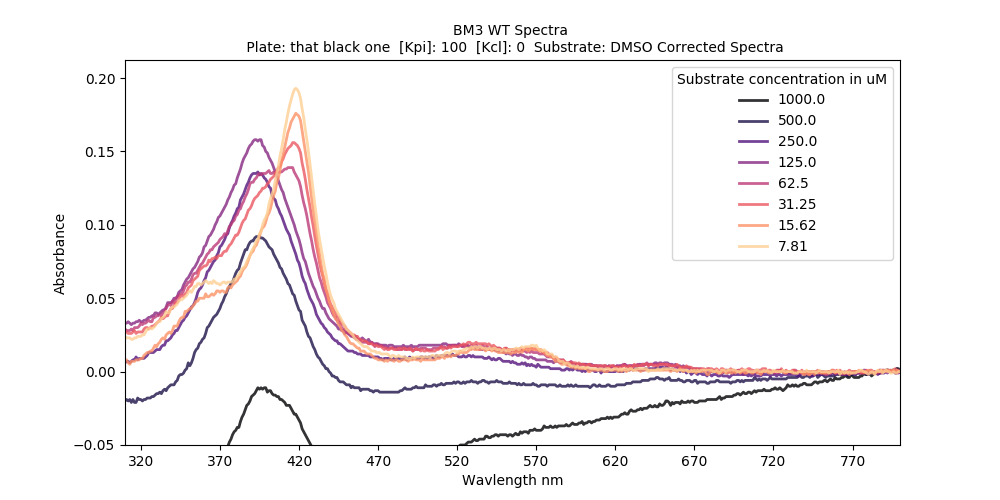 BM3 WT Spectra
Plate: that black one  [Kpi]: 100  [Kcl]: 0  Substrate: DMSO Corrected Spectra
Substrate concentration in uM
1000.0
500.0
250.0
125.0
62.5
31.25
15.62
7.81
Absorbance
0.20
0.15
0.10
0.05
0.00
−0.05
320 370 420 470 520 570 620 670 720 770
Wavlength nm